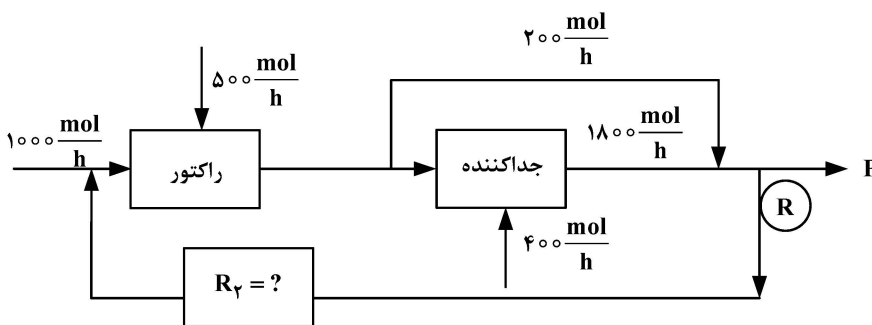 ۲۰۰ mol/h
۵۰۰ mol/h
۱۰۰۰ mol/h
۱۸۰۰ mol/h
راکتور
جداکننده
P
R
۴۰۰ mol/h
R۲ = ?